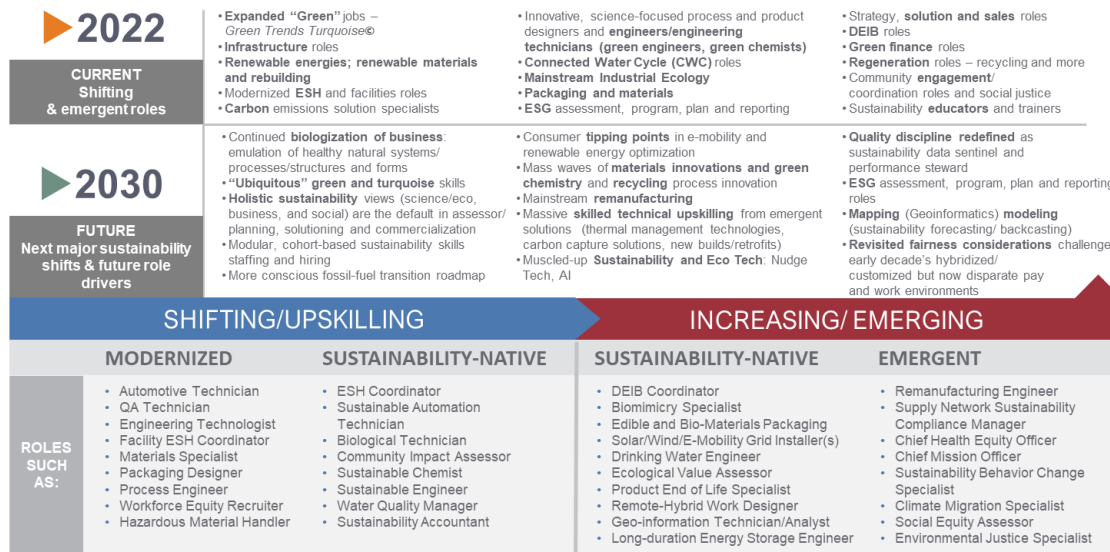 2022
CURRENT
Shifting
& emergent roles
• Expanded “Green” jobs –
Green Trends Turquoise©
• Infrastructure roles
• Renewable energies; renewable materials
and rebuilding
• Modernized ESH and facilities roles
• Carbon emissions solution specialists
• Innovative, science-focused process and product
designers and engineers/engineering
technicians (green engineers, green chemists)
• Connected Water Cycle (CWC) roles
• Mainstream Industrial Ecology
• Packaging and materials
• ESG assessment, program, plan and reporting
• Strategy, solution and sales roles
• DEIB roles
• Green finance roles
• Regeneration roles – recycling and more
• Community engagement/
coordination roles and social justice
• Sustainability educators and trainers
2030
FUTURE
Next major sustainability
shifts & future role
drivers
• Continued biologization of business:
emulation of healthy natural systems/
processes/structures and forms
• “Ubiquitous” green and turquoise skills
• Holistic sustainability views (science/eco,
business, and social) are the default in assessor/
planning, solutioning and commercialization
• Modular, cohort-based sustainability skills
staffing and hiring
• More conscious fossil-fuel transition roadmap
• Consumer tipping points in e-mobility and
renewable energy optimization
• Mass waves of materials innovations and green
chemistry and recycling process innovation
• Mainstream remanufacturing
• Massive skilled technical upskilling from emergent
solutions (thermal management technologies,
carbon capture solutions, new builds/retrofits)
• Muscled-up Sustainability and Eco Tech: Nudge
Tech, AI
• Quality discipline redefined as
sustainability data sentinel and
performance steward
• ESG assessment, program, plan and reporting
roles
• Mapping (Geoinformatics) modeling
(sustainability forecasting/ backcasting)
• Revisited fairness considerations challenge
early decade’s hybridized/
customized but now disparate pay
and work environments
SHIFTING/UPSKILLING
INCREASING/ EMERGING
MODERNIZED
SUSTAINABILITY-NATIVE
SUSTAINABILITY-NATIVE
EMERGENT
ROLES
SUCH
AS:
• Automotive Technician
• QA Technician
• Engineering Technologist
• Facility ESH Coordinator
• Materials Specialist
• Packaging Designer
• Process Engineer
• Workforce Equity Recruiter
• Hazardous Material Handler
• ESH Coordinator
• Sustainable Automation
Technician
• Biological Technician
• Community Impact Assessor
• Sustainable Chemist
• Sustainable Engineer
• Water Quality Manager
• Sustainability Accountant
• DEIB Coordinator
• Biomimicry Specialist
• Edible and Bio-Materials Packaging
• Solar/Wind/E-Mobility Grid Installer(s)
• Drinking Water Engineer
• Ecological Value Assessor
• Product End of Life Specialist
• Remote-Hybrid Work Designer
• Geo-information Technician/Analyst
• Long-duration Energy Storage Engineer
• Remanufacturing Engineer
• Supply Network Sustainability
Compliance Manager
• Chief Health Equity Officer
• Chief Mission Officer
• Sustainability Behavior Change
Specialist
• Climate Migration Specialist
• Social Equity Assessor
• Environmental Justice Specialist